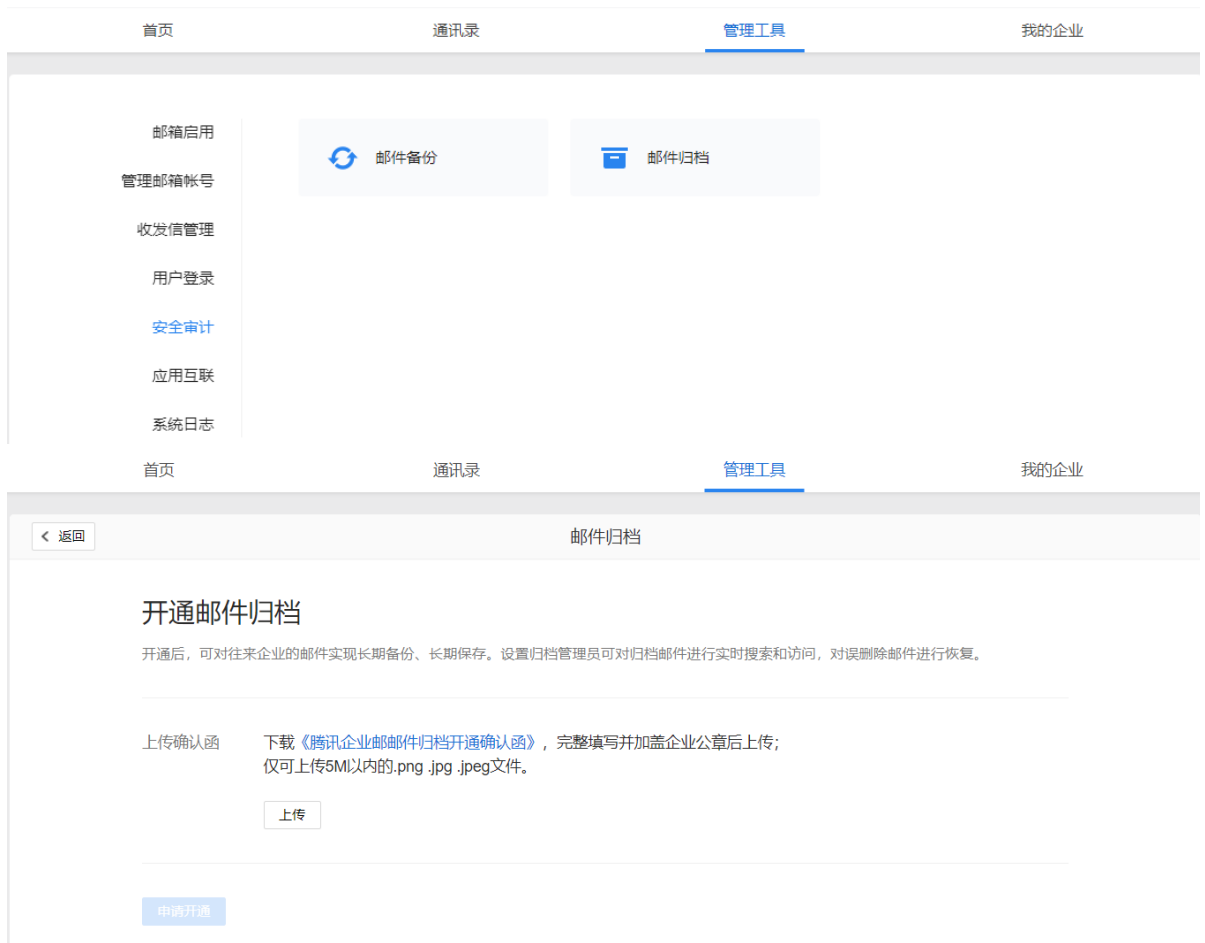 首页 通讯录 管理工具 我的企业
邮箱启用
管理邮箱帐号
收发信管理
用户登录
安全审计
应用互联
系统日志
邮件备份 邮件归档
首页 通讯录 管理工具 我的企业
返回 邮件归档
开通邮件归档
开通后，可对往来企业的邮件实现长期备份、长期保存。设置归档管理员可对归档邮件进行实时搜索和访问，对误删除邮件进行恢复。
上传确认函 下载《腾讯企业邮邮件归档开通确认函》，完整填写并加盖企业公章后上传；
仅可上传5M以内的.png .jpg .jpeg文件。
上传
申请开通